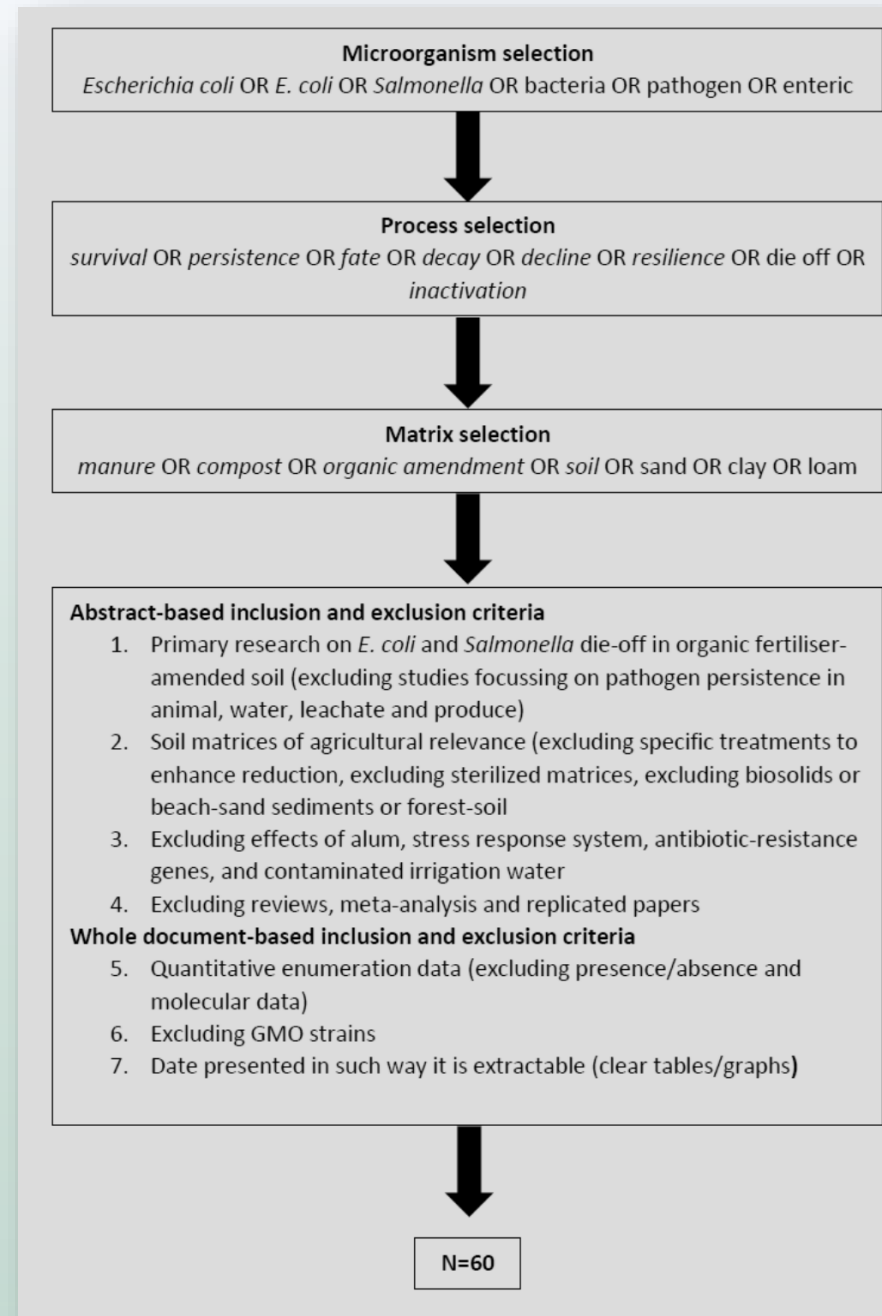 Microorganism selection
Escherichia coli OR E. coli OR Salmonella OR bacteria OR pathogen OR enteric
Process selection
survival OR persistence OR fate OR decay OR decline OR resilience OR die off OR
inactivation
Matrix selection
manure OR compost OR organic amendment OR soil OR sand OR clay OR loam
Abstract-based inclusion and exclusion criteria
1. Primary research on E. coli and Salmonella die-off in organic fertiliser-
amended soil (excluding studies focussing on pathogen persistence in
animal, water, leachate and produce)
2. Soil matrices of agricultural relevance (excluding specific treatments to
enhance reduction, excluding sterilized matrices, excluding biosolids or
beach-sand sediments or forest-soil
3. Excluding effects of alum, stress response system, antibiotic-resistance
genes, and contaminated irrigation water
4. Excluding reviews, meta-analysis and replicated papers
Whole document-based inclusion and exclusion criteria
5. Quantitative enumeration data (excluding presence/absence and
molecular data)
6. Excluding GMO strains
7. Date presented in such way it is extractable (clear tables/graphs)
N=60